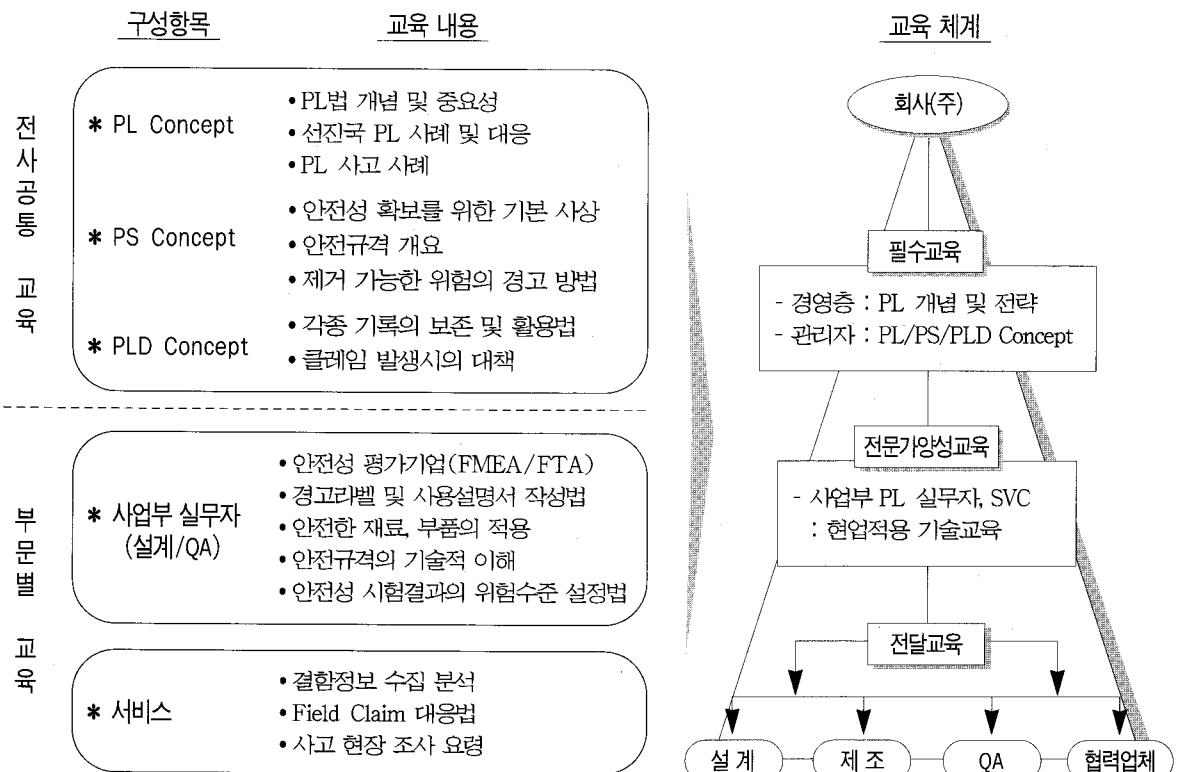 구성항목
교육 내용
교육 체계
전사공통 교육
* PL Concept
• PL법 개념 및 중요성
• 선진국 PL 사례 및 대응
• PL 사고 사례
* PS Concept
• 안전성 확보를 위한 기본 사상
• 안전규격 개요
• 제거 가능한 위험의 경고 방법
* PLD Concept
• 각종 기록의 보존 및 활용법
• 클레임 발생시의 대책
부문별 교육
* 사업부 실무자
(설계/QA)
• 안전성 평가기업(FMEA/FTA)
• 경고라벨 및 사용설명서 작성법
• 안전한 재료, 부품의 적용
• 안전규격의 기술적 이해
• 안전성 시험결과의 위험수준 설정법
* 서비스
• 결함정보 수집 분석
• Field Claim 대응법
• 사고 현장 조사 요령
회사(주)
필수교육
- 경영층 : PL 개념 및 전략
- 관리자 : PL/PS/PLD Concept
전문가양성교육
- 사업부 PL 실무자, SVC
: 현업적용 기술교육
전달교육
설계
제조
QA
협력업체